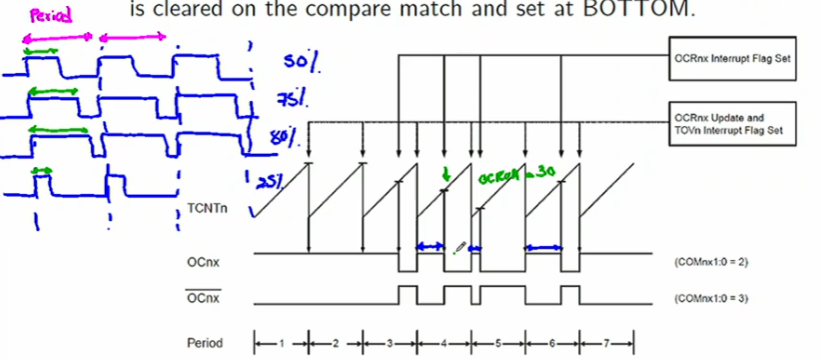 is cleared on the compare match and set at BOTTOM.
Period
50%
75%
80%
25%
OCRnx Interrupt Flag Set
OCRnx Update and
TOVn Interrupt Flag Set
OCRnx = 30
TCNTn
OCnx
(COMnx1:0 = 2)
OCnx
(COMnx1:0 = 3)
Period
1 2 3 4 5 6 7